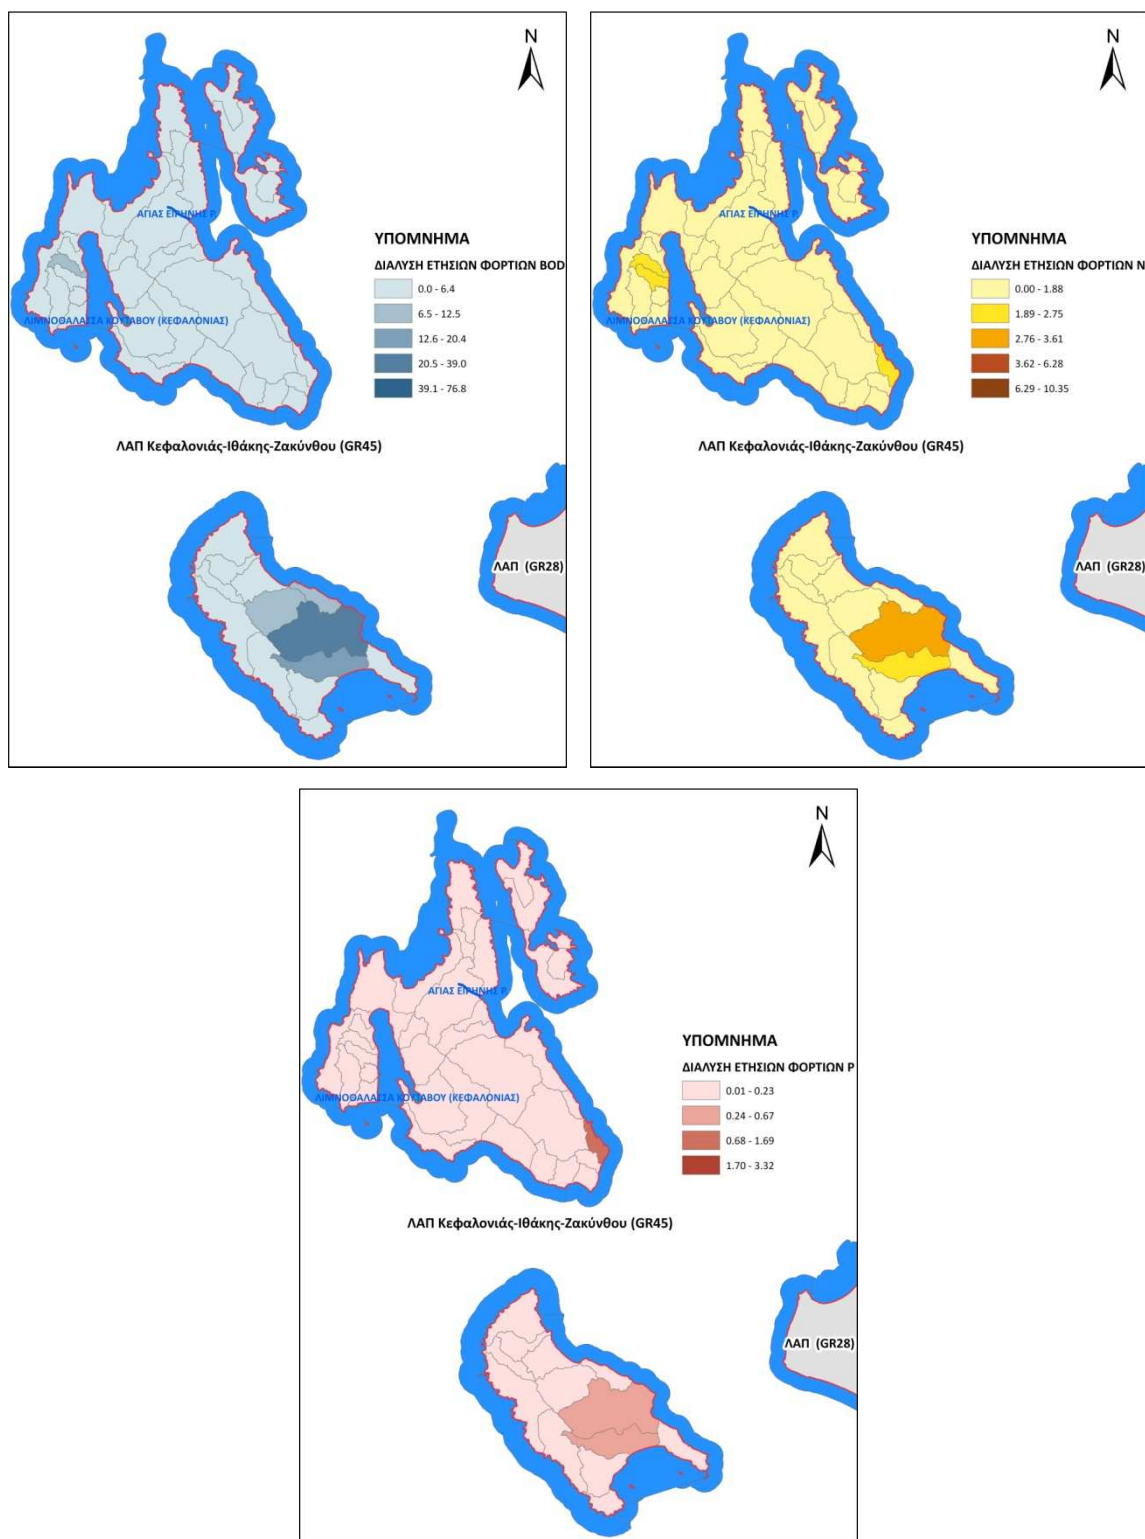 N
ΑΓΙΑΣ ΕΙΡΗΝΗΣ Ρ.
ΥΠΟΜΝΗΜΑ
ΔΙΑΛΥΣΗ ΕΤΗΣΙΩΝ ΦΟΡΤΙΩΝ BOD
0.0 - 6.4
6.5 - 12.5
12.6 - 20.4
20.5 - 39.0
39.1 - 76.8
ΛΙΜΝΟΘΑΛΑΣΣΑ ΚΟΥΤΑΒΟΥ (ΚΕΦΑΛΟΝΙΑΣ)
ΛΑΠ Κεφαλονιάς-Ιθάκης-Ζακύνθου (GR45)
ΛΑΠ (GR28)
N
ΑΓΙΑΣ ΕΙΡΗΝΗΣ Ρ.
ΥΠΟΜΝΗΜΑ
ΔΙΑΛΥΣΗ ΕΤΗΣΙΩΝ ΦΟΡΤΙΩΝ N
0.00 - 1.88
1.89 - 2.75
2.76 - 3.61
3.62 - 6.28
6.29 - 10.35
ΛΙΜΝΟΘΑΛΑΣΣΑ ΚΟΥΤΑΒΟΥ (ΚΕΦΑΛΟΝΙΑΣ)
ΛΑΠ Κεφαλονιάς-Ιθάκης-Ζακύνθου (GR45)
ΛΑΠ (GR28)
N
ΑΓΙΑΣ ΕΙΡΗΝΗΣ Ρ.
ΥΠΟΜΝΗΜΑ
ΔΙΑΛΥΣΗ ΕΤΗΣΙΩΝ ΦΟΡΤΙΩΝ P
0.01 - 0.23
0.24 - 0.67
0.68 - 1.69
1.70 - 3.32
ΛΙΜΝΟΘΑΛΑΣΣΑ ΚΟΥΤΑΒΟΥ (ΚΕΦΑΛΟΝΙΑΣ)
ΛΑΠ Κεφαλονιάς-Ιθάκης-Ζακύνθου (GR45)
ΛΑΠ (GR28)